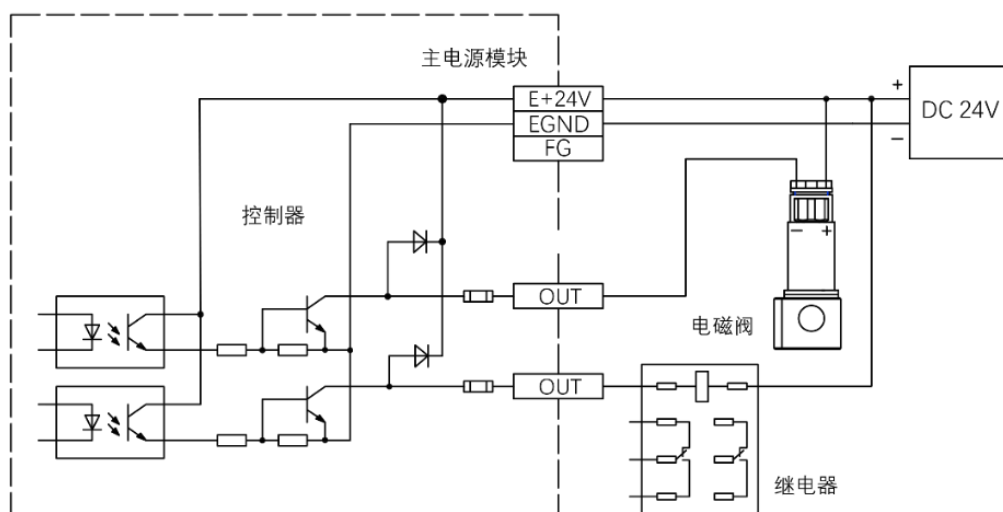 主电源模块
E+24V
EGND
FG
+
DC 24V
−
控制器
− +
OUT
电磁阀
OUT
继电器